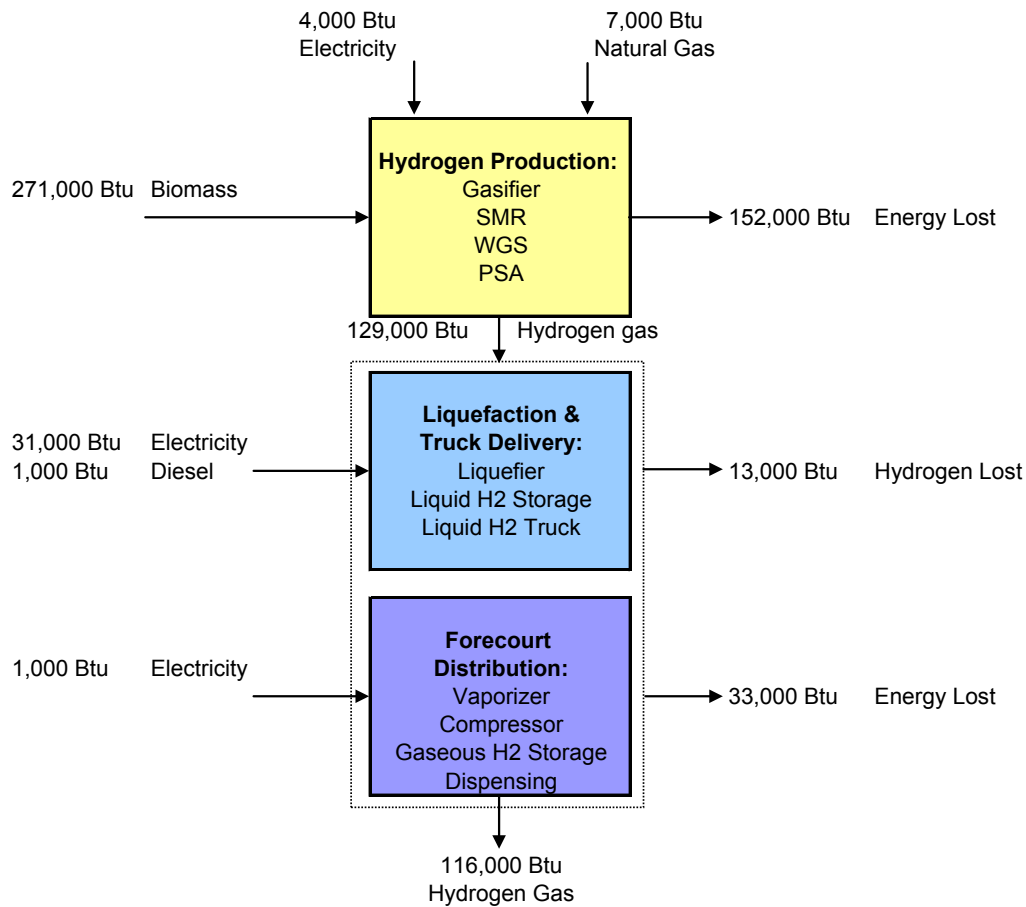 4,000 Btu
Electricity
7,000 Btu
Natural Gas
Hydrogen Production:
Gasifier
SMR
WGS
PSA
271,000 Btu Biomass
152,000 Btu Energy Lost
129,000 Btu Hydrogen gas
Liquefaction &
Truck Delivery:
Liquefier
Liquid H2 Storage
Liquid H2 Truck
31,000 Btu Electricity
1,000 Btu Diesel
13,000 Btu Hydrogen Lost
Forecourt
Distribution:
Vaporizer
Compressor
Gaseous H2 Storage
Dispensing
1,000 Btu Electricity
33,000 Btu Energy Lost
116,000 Btu
Hydrogen Gas